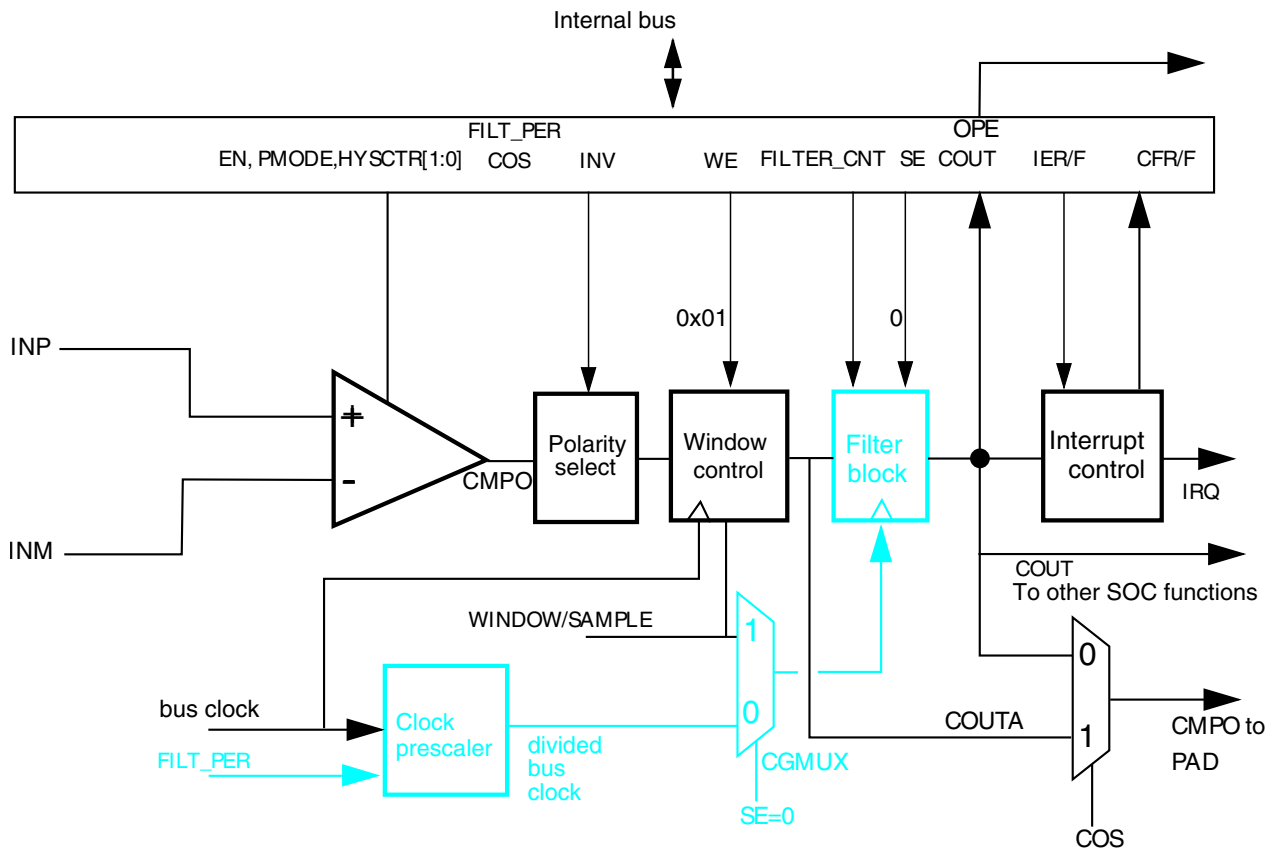 Internal bus
FILT_PER
OPE
EN, PMODE,HYSCTR[1:0]
COS
INV
WE
FILTER_CNT
SE
COUT
IER/F
CFR/F
0x01
0
INP
+
-
INM
CMPO
Polarity
select
Window
control
Filter
block
Interrupt
control
IRQ
COUT
To other SOC functions
WINDOW/SAMPLE
1
0
bus clock
FILT_PER
Clock
prescaler
divided
bus
clock
CGMUX
SE=0
COUTA
0
1
CMPO to
PAD
COS